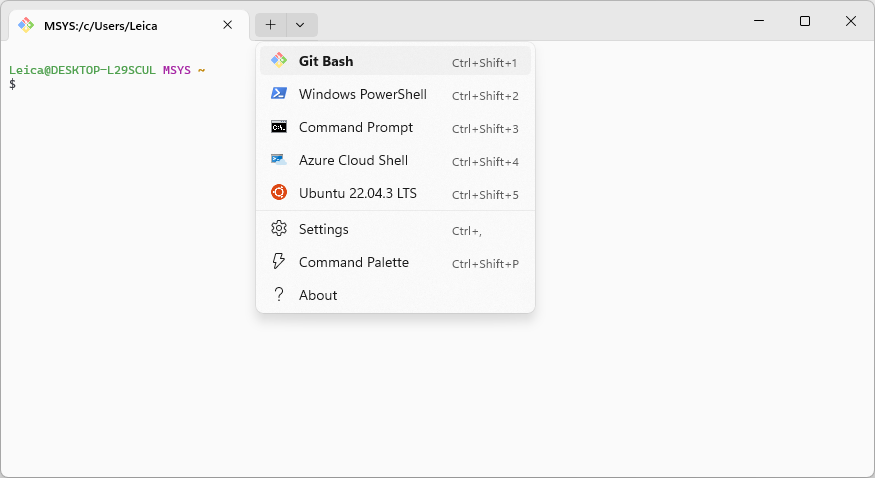 MSYS:/c/Users/Leica
Leica@DESKTOP-L29SCUL MSYS ~
$
Git Bash Ctrl+Shift+1
Windows PowerShell Ctrl+Shift+2
Command Prompt Ctrl+Shift+3
Azure Cloud Shell Ctrl+Shift+4
Ubuntu 22.04.3 LTS Ctrl+Shift+5
Settings Ctrl+,
Command Palette Ctrl+Shift+P
? About